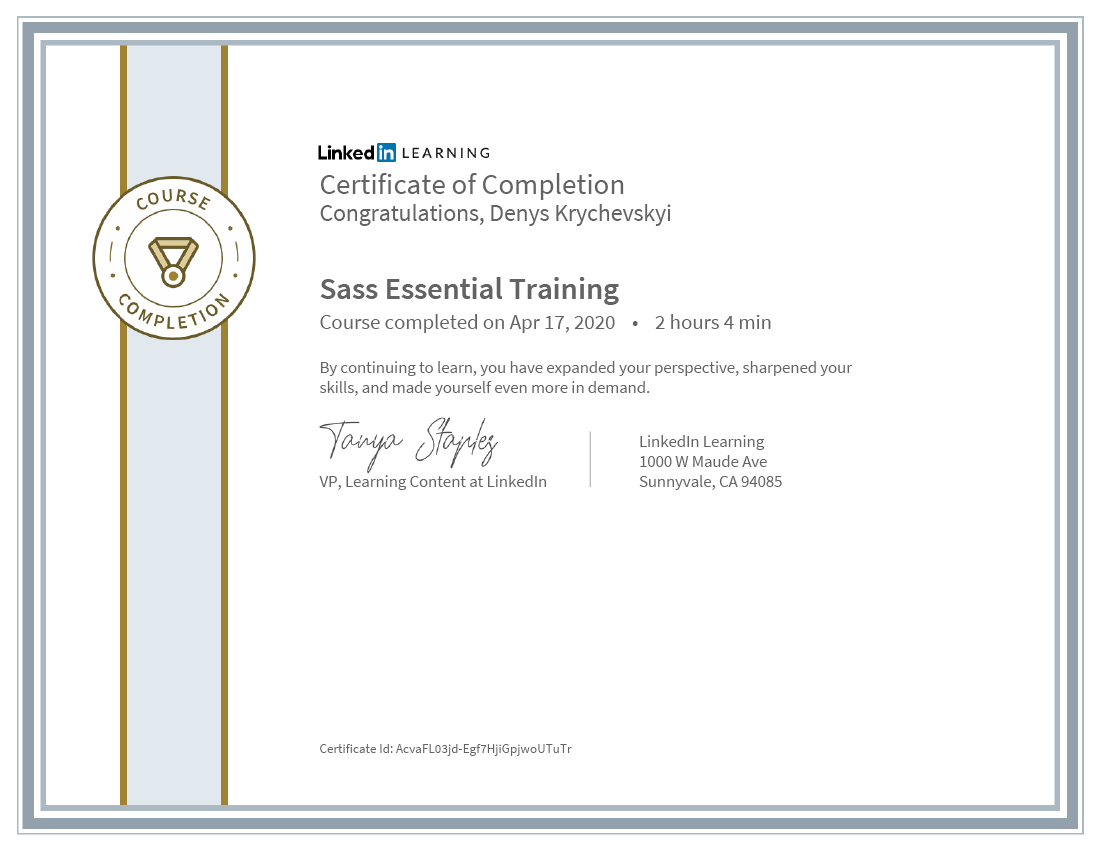 COURSE
COMPLETION
Linkedin LEARNING
Certificate of Completion
Congratulations, Denys Krychevskyi
Sass Essential Training
Course completed on Apr 17, 2020 • 2 hours 4 min
By continuing to learn, you have expanded your perspective, sharpened your
skills, and made yourself even more in demand.
Tanya Staples
VP, Learning Content at LinkedIn
LinkedIn Learning
1000 W Maude Ave
Sunnyvale, CA 94085
Certificate Id: AcvaFL03jd-Egf7HjiGpjwoUTuTr